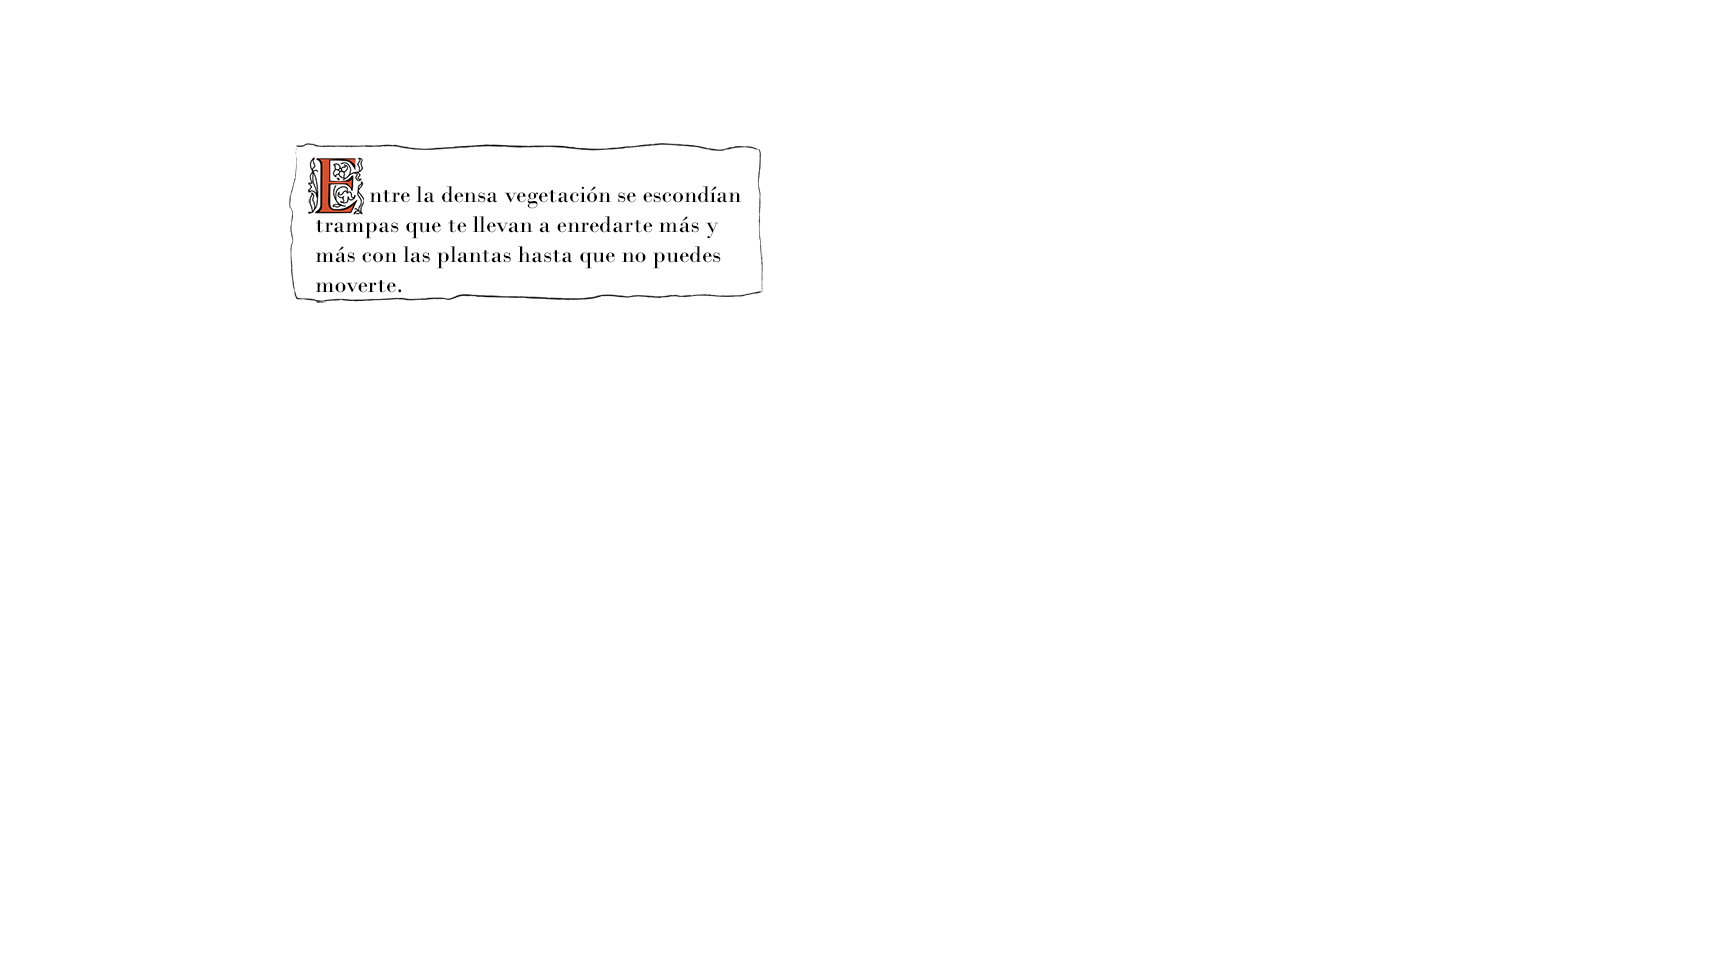 Entre la densa vegetación se escondían
trampas que te llevan a enredarte más y
más con las plantas hasta que no puedes
moverte.